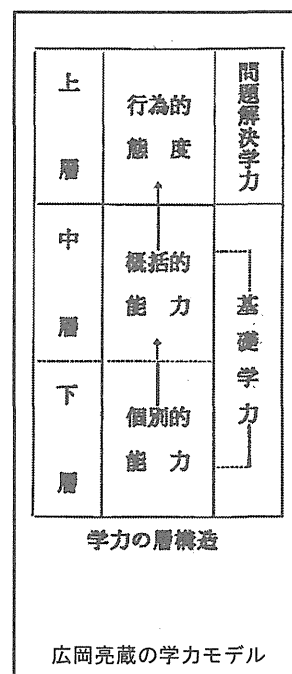 上層
行為的
態度
問題解決学力
中層
概括的
能力
基礎学力
下層
個別的
能力
学力の層構造
広岡亮蔵の学力モデル